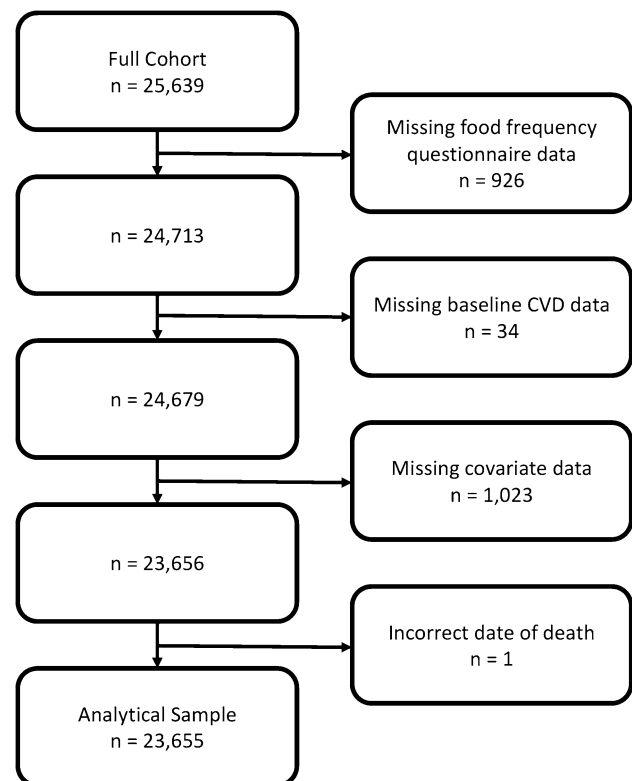 Full Cohort
n = 25,639
Missing food frequency
questionnaire data
n = 926
n = 24,713
Missing baseline CVD data
n = 34
n = 24,679
Missing covariate data
n = 1,023
n = 23,656
Incorrect date of death
n = 1
Analytical Sample
n = 23,655